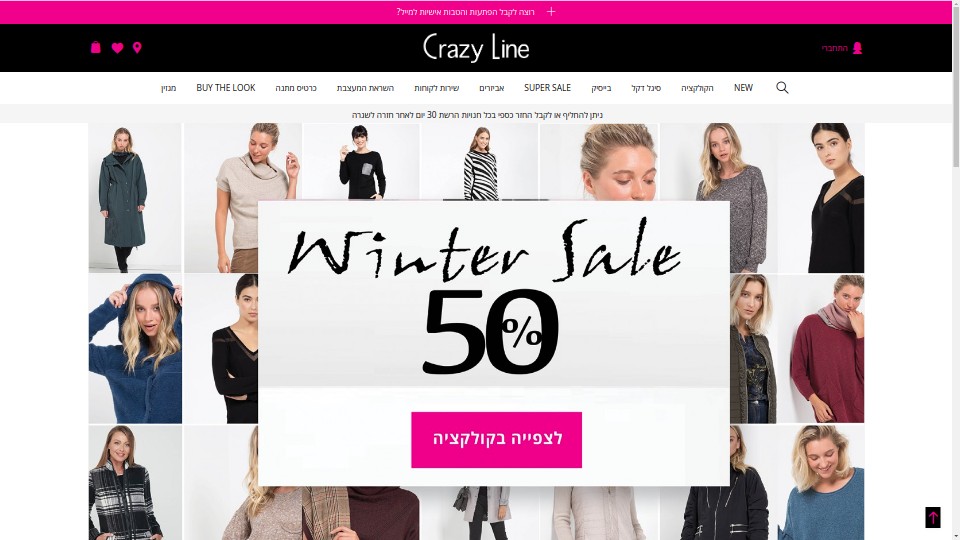 רוצה לקבל הפתעות והטבות אישיות למייל?
התחברי
Crazy Line
NEW
הקולקציה
סיגל דקל
בייסיק
SUPER SALE
אביזרים
שירות לקוחות
השראת המעצבת
כרטיס מתנה
BUY THE LOOK
מגזין
ניתן להחליף או לקבל החזר כספי בכל חנויות הרשת 30 יום לאחר חזרה לשגרה
Winter Sale
50%
לצפייה בקולקציה